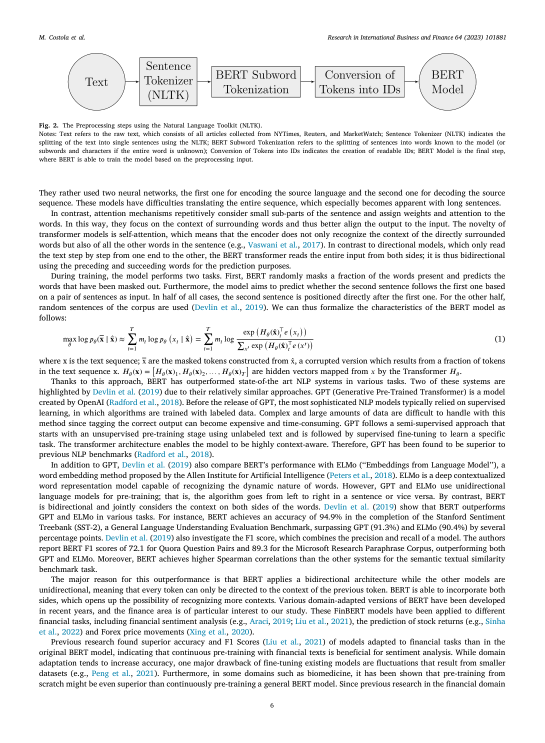 M. Costola et al.
Research in International Business and Finance 64 (2023) 101881
Text
Sentence
Tokenizer
(NLTK)
BERT Subword
Tokenization
Conversion of
Tokens into IDs
BERT
Model
Fig. 2. The Preprocessing steps using the Natural Language Toolkit (NLTK).
Notes: Text refers to the raw text, which consists of all articles collected from NYTimes, Reuters, and MarketWatch; Sentence Tokenizer (NLTK) indicates the
splitting of the text into single sentences using the NLTK; BERT Subword Tokenization refers to the splitting of sentences into words known to the model (or
subwords and characters if the entire word is unknown); Conversion of Tokens into IDs indicates the creation of readable IDs; BERT Model is the final step,
where BERT is able to train the model based on the preprocessing input.
They rather used two neural networks, the first one for encoding the source language and the second one for decoding the source
sequence. These models have difficulties translating the entire sequence, which especially becomes apparent with long sentences.
In contrast, attention mechanisms repetitively consider small sub-parts of the sentence and assign weights and attention to the
words. In this way, they focus on the context of surrounding words and thus better align the output to the input. The novelty of
transformer models is self-attention, which means that the encoder does not only recognize the context of the directly surrounded
words but also of all the other words in the sentence (e.g., Vaswani et al., 2017). In contrast to directional models, which only read
the text step by step from one end to the other, the BERT transformer reads the entire input from both sides; it is thus bidirectional
using the preceding and succeeding words for the prediction purposes.
During training, the model performs two tasks. First, BERT randomly masks a fraction of the words present and predicts the
words that have been masked out. Furthermore, the model aims to predict whether the second sentence follows the first one based
on a pair of sentences as input. In half of all cases, the second sentence is positioned directly after the first one. For the other half,
random sentences of the corpus are used (Devlin et al., 2019). We can thus formalize the characteristics of the BERT model as
follows:
max_θ log p_θ(x̄ | x̂) ≈ ∑_{t=1}^{T} m_t log p_θ (x_t | x̂) = ∑_{t=1}^{T} m_t log exp (H_θ(x̂)_t^⊤ e (x_t)) / ∑_{x′} exp (H_θ(x̂)_t^⊤ e (x′)) (1)
where x is the text sequence; x̄ are the masked tokens constructed from x̂, a corrupted version which results from a fraction of tokens
in the text sequence x. H_θ(x) = [H_θ(x)_1, H_θ(x)_2, … , H_θ(x)_T] are hidden vectors mapped from x by the Transformer H_θ.
Thanks to this approach, BERT has outperformed state-of-the art NLP systems in various tasks. Two of these systems are
highlighted by Devlin et al. (2019) due to their relatively similar approaches. GPT (Generative Pre-Trained Transformer) is a model
created by OpenAI (Radford et al., 2018). Before the release of GPT, the most sophisticated NLP models typically relied on supervised
learning, in which algorithms are trained with labeled data. Complex and large amounts of data are difficult to handle with this
method since tagging the correct output can become expensive and time-consuming. GPT follows a semi-supervised approach that
starts with an unsupervised pre-training stage using unlabeled text and is followed by supervised fine-tuning to learn a specific
task. The transformer architecture enables the model to be highly context-aware. Therefore, GPT has been found to be superior to
previous NLP benchmarks (Radford et al., 2018).
In addition to GPT, Devlin et al. (2019) also compare BERT's performance with ELMo ("Embeddings from Language Model"), a
word embedding method proposed by the Allen Institute for Artificial Intelligence (Peters et al., 2018). ELMo is a deep contextualized
word representation model capable of recognizing the dynamic nature of words. However, GPT and ELMo use unidirectional
language models for pre-training; that is, the algorithm goes from left to right in a sentence or vice versa. By contrast, BERT
is bidirectional and jointly considers the context on both sides of the words. Devlin et al. (2019) show that BERT outperforms
GPT and ELMo in various tasks. For instance, BERT achieves an accuracy of 94.9% in the completion of the Stanford Sentiment
Treebank (SST-2), a General Language Understanding Evaluation Benchmark, surpassing GPT (91.3%) and ELMo (90.4%) by several
percentage points. Devlin et al. (2019) also investigate the F1 score, which combines the precision and recall of a model. The authors
report BERT F1 scores of 72.1 for Quora Question Pairs and 89.3 for the Microsoft Research Paraphrase Corpus, outperforming both
GPT and ELMo. Moreover, BERT achieves higher Spearman correlations than the other systems for the semantic textual similarity
benchmark task.
The major reason for this outperformance is that BERT applies a bidirectional architecture while the other models are
unidirectional, meaning that every token can only be directed to the context of the previous token. BERT is able to incorporate both
sides, which opens up the possibility of recognizing more contexts. Various domain-adapted versions of BERT have been developed
in recent years, and the finance area is of particular interest to our study. These FinBERT models have been applied to different
financial tasks, including financial sentiment analysis (e.g., Araci, 2019; Liu et al., 2021), the prediction of stock returns (e.g., Sinha
et al., 2022) and Forex price movements (Xing et al., 2020).
Previous research found superior accuracy and F1 Scores (Liu et al., 2021) of models adapted to financial tasks than in the
original BERT model, indicating that continuous pre-training with financial texts is beneficial for sentiment analysis. While domain
adaptation tends to increase accuracy, one major drawback of fine-tuning existing models are fluctuations that result from smaller
datasets (e.g., Peng et al., 2021). Furthermore, in some domains such as biomedicine, it has been shown that pre-training from
scratch might be even superior than continuously pre-training a general BERT model. Since previous research in the financial domain
6